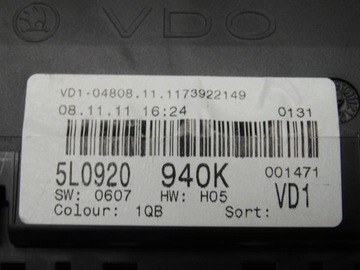 VDO
VD1-04808.11.1173922149
08.11.11 16:24 0131
5L0920 940K 001471
SW: 0607 HW: H05 VD1
Colour: 1QB Sort: